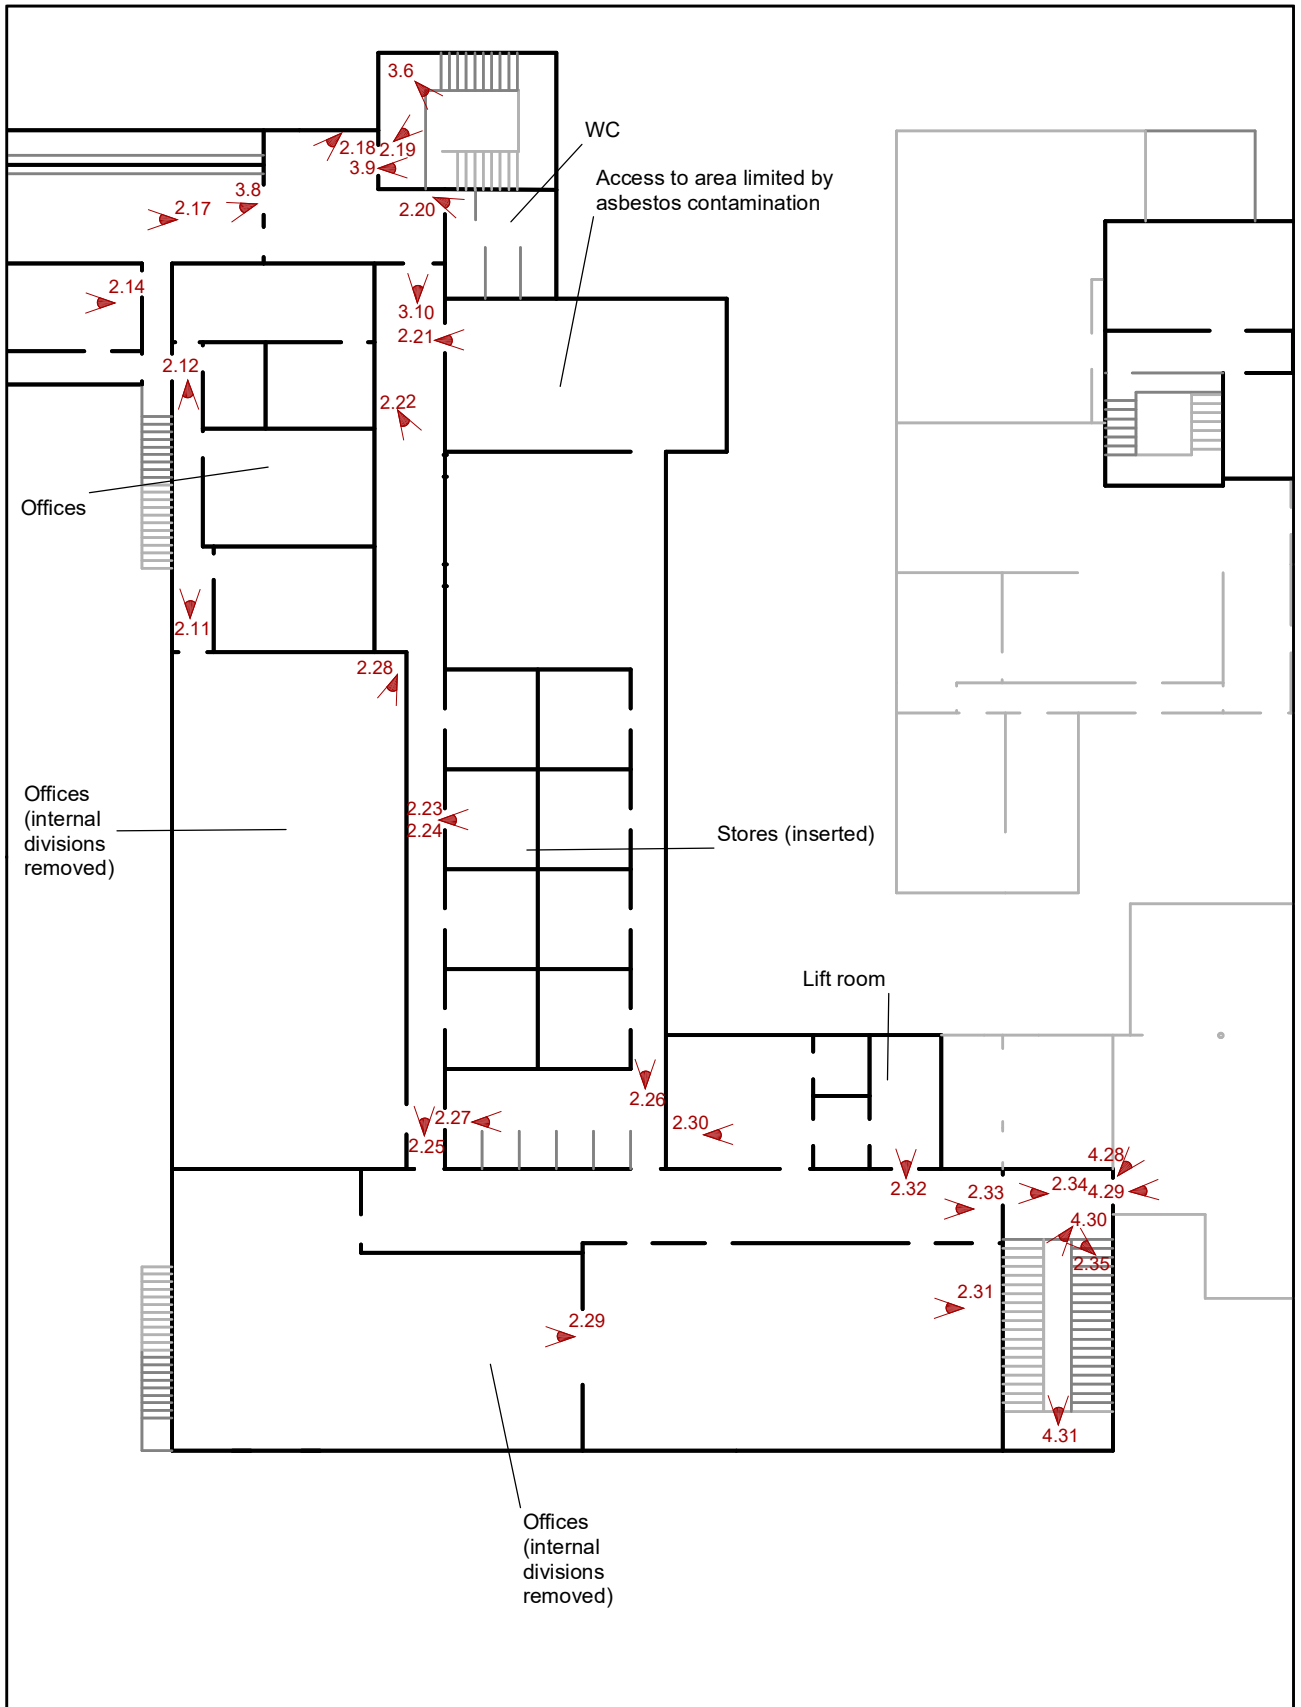 3.6
WC
2.18
2.19
3.9
Access to area limited by
asbestos contamination
3.8
2.17
2.20
2.14
3.10
2.21
2.12
2.22
Offices
2.11
2.28
Offices
(internal
divisions
removed)
2.23
2.24
Stores (inserted)
Lift room
2.26
2.27
2.30
2.25
4.28
2.32
2.33
2.34
4.29
4.30
2.35
2.31
2.29
4.31
Offices
(internal
divisions
removed)